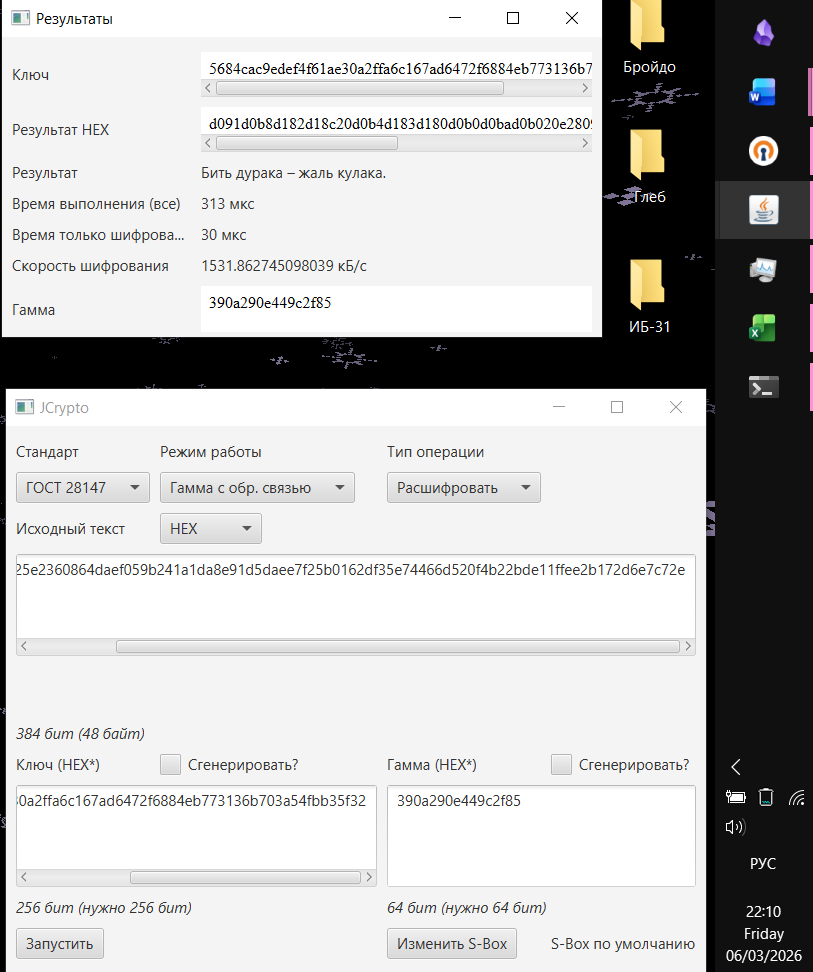 Результаты
Ключ
5684cac9edef4f61ae30a2ffa6c167ad6472f6884eb773136b7
Результат HEX
d091d0b8d182d18c20d0b4d183d180d0b0d0bad0b020e2809
Результат
Бить дурака – жаль кулака.
Время выполнения (все)
313 мкс
Время только шифрова...
30 мкс
Скорость шифрования
1531.862745098039 кБ/с
Гамма
390a290e449c2f85
Бройдо
Глеб
ИБ-31
JCrypto
Стандарт
Режим работы
Тип операции
ГОСТ 28147
Гамма с обр. связью
Расшифровать
Исходный текст
HEX
25e2360864daef059b241a1da8e91d5daee7f25b0162df35e74466d520f4b22bde11ffee2b172d6e7c72e
384 бит (48 байт)
Ключ (HEX*)
Сгенерировать?
Гамма (HEX*)
Сгенерировать?
0a2ffa6c167ad6472f6884eb773136b703a54fbb35f32
390a290e449c2f85
256 бит (нужно 256 бит)
64 бит (нужно 64 бит)
Запустить
Изменить S-Box
S-Box по умолчанию
РУС
22:10
Friday
06/03/2026